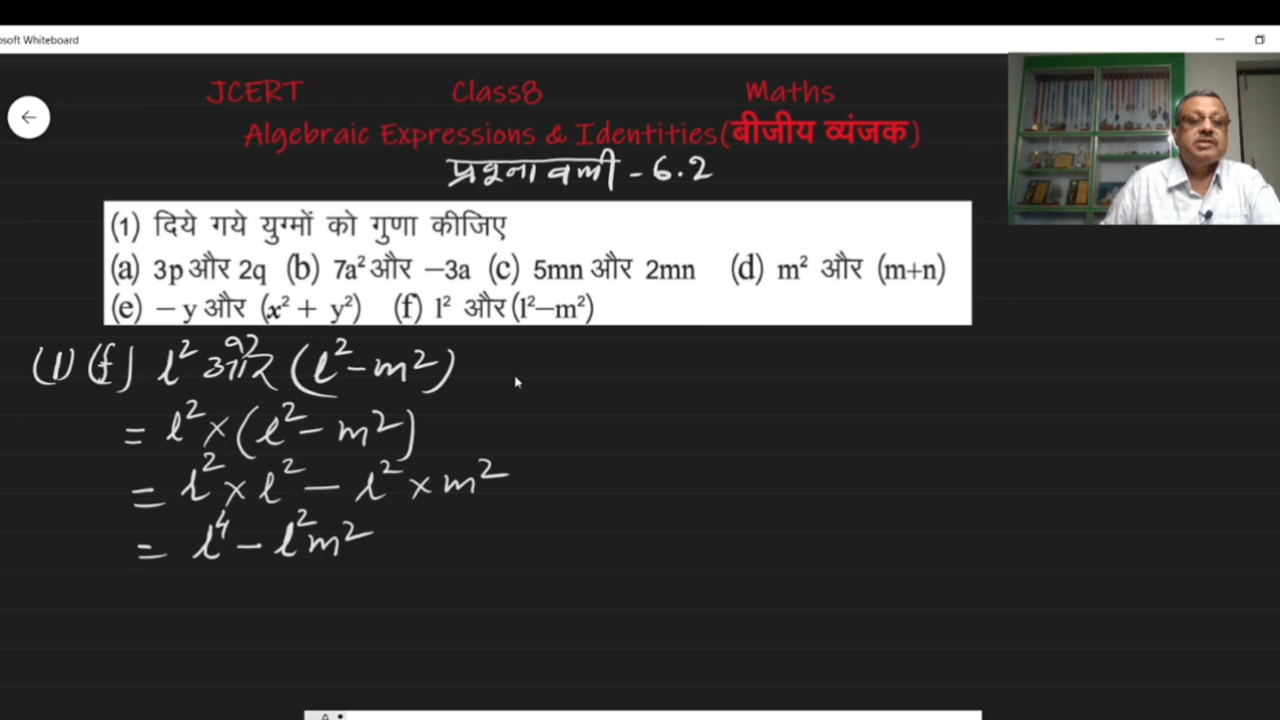 osoft Whiteboard
JCERT Class8 Maths
Algebraic Expressions & Identities(बीजीय व्यंजक)
प्रश्नावली - 6.2
(1) दिये गये युग्मों को गुणा कीजिए
(a) 3p और 2q (b) 7a² और −3a (c) 5mn और 2mn (d) m² और (m+n)
(e) − y और (x² + y²) (f) l² और (l²−m²)
(1) (f) l² और (l² - m²)
= l² × (l² - m²)
= l² × l² - l² × m²
= l⁴ - l²m²